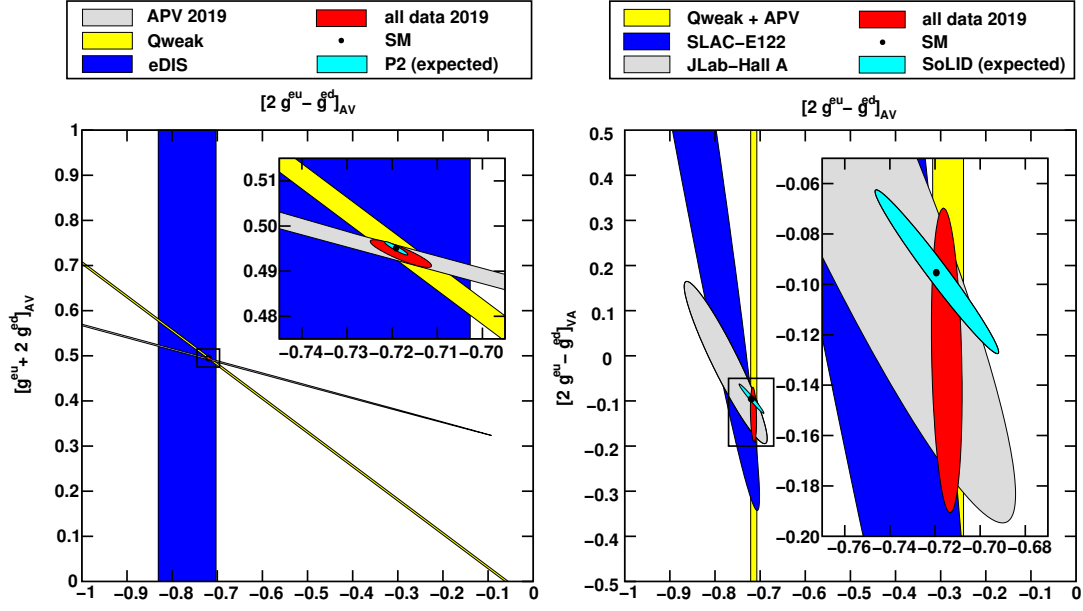 APV 2019
all data 2019
Qweak
SM
eDIS
P2 (expected)
[2 g^eu − g^ed]_AV
[g^eu + 2 g^ed]_AV
1
0.9
0.8
0.7
0.6
0.5
0.4
0.3
0.2
0.1
0
−1 −0.9 −0.8 −0.7 −0.6 −0.5 −0.4 −0.3 −0.2 −0.1 0
0.51
0.50
0.49
0.48
−0.74 −0.73 −0.72 −0.71 −0.70
Qweak + APV
all data 2019
SLAC−E122
SM
JLab−Hall A
SoLID (expected)
[2 g^eu − g^ed]_AV
[2 g^eu − g^ed]_VA
0.5
0.4
0.3
0.2
0.1
0
−0.1
−0.2
−0.3
−0.4
−0.5
−1 −0.9 −0.8 −0.7 −0.6 −0.5 −0.4 −0.3 −0.2 −0.1 0
−0.06
−0.08
−0.10
−0.12
−0.14
−0.16
−0.18
−0.20
−0.76 −0.74 −0.72 −0.70 −0.68